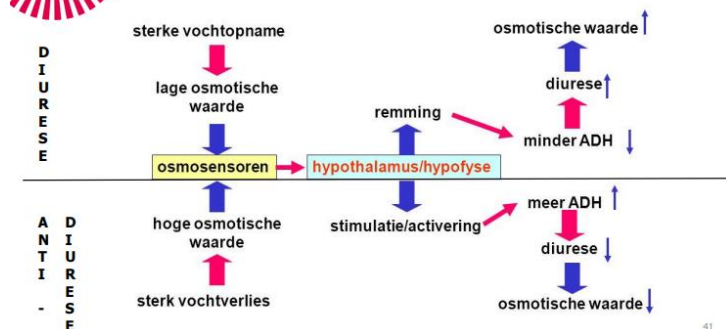 DIURESE
sterke vochtopname
lage osmotische
waarde
osmosensoren
hypothalamus/hypofyse
remming
minder ADH
diurese
osmotische waarde
ANTI -
DIURESE
hoge osmotische
waarde
sterk vochtverlies
stimulatie/activering
meer ADH
diurese
osmotische waarde
41